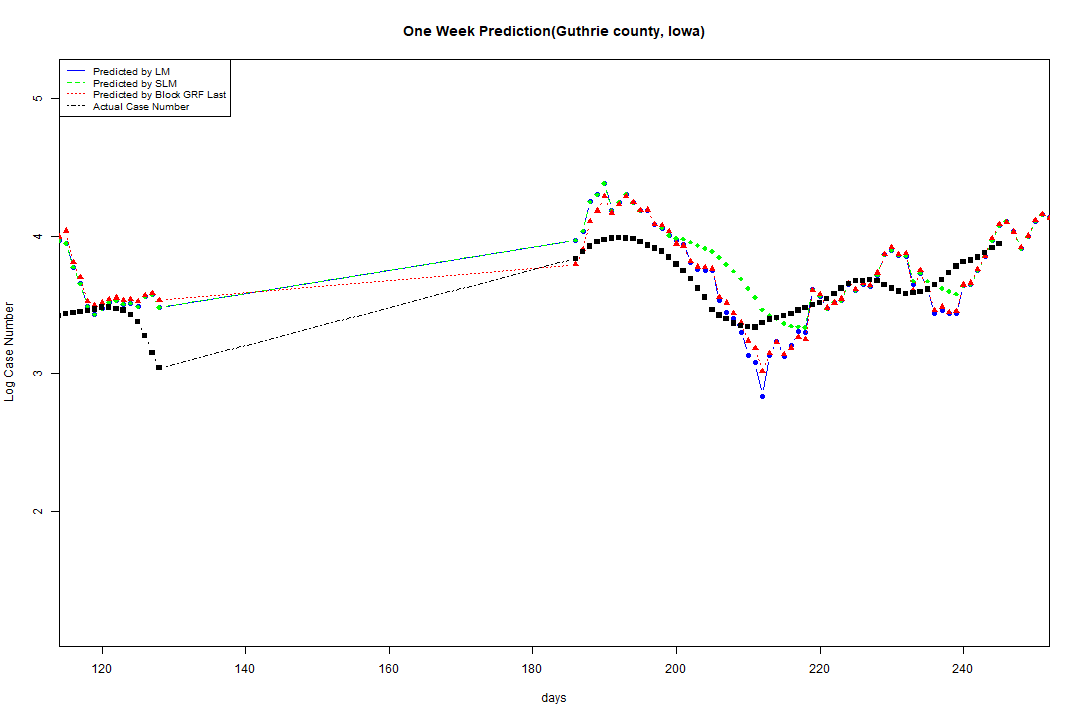 One Week Prediction(Guthrie county, Iowa)
Predicted by LM
Predicted by SLM
Predicted by Block GRF Last
Actual Case Number
5
4
3
2
Log Case Number
120 140 160 180 200 220 240
days